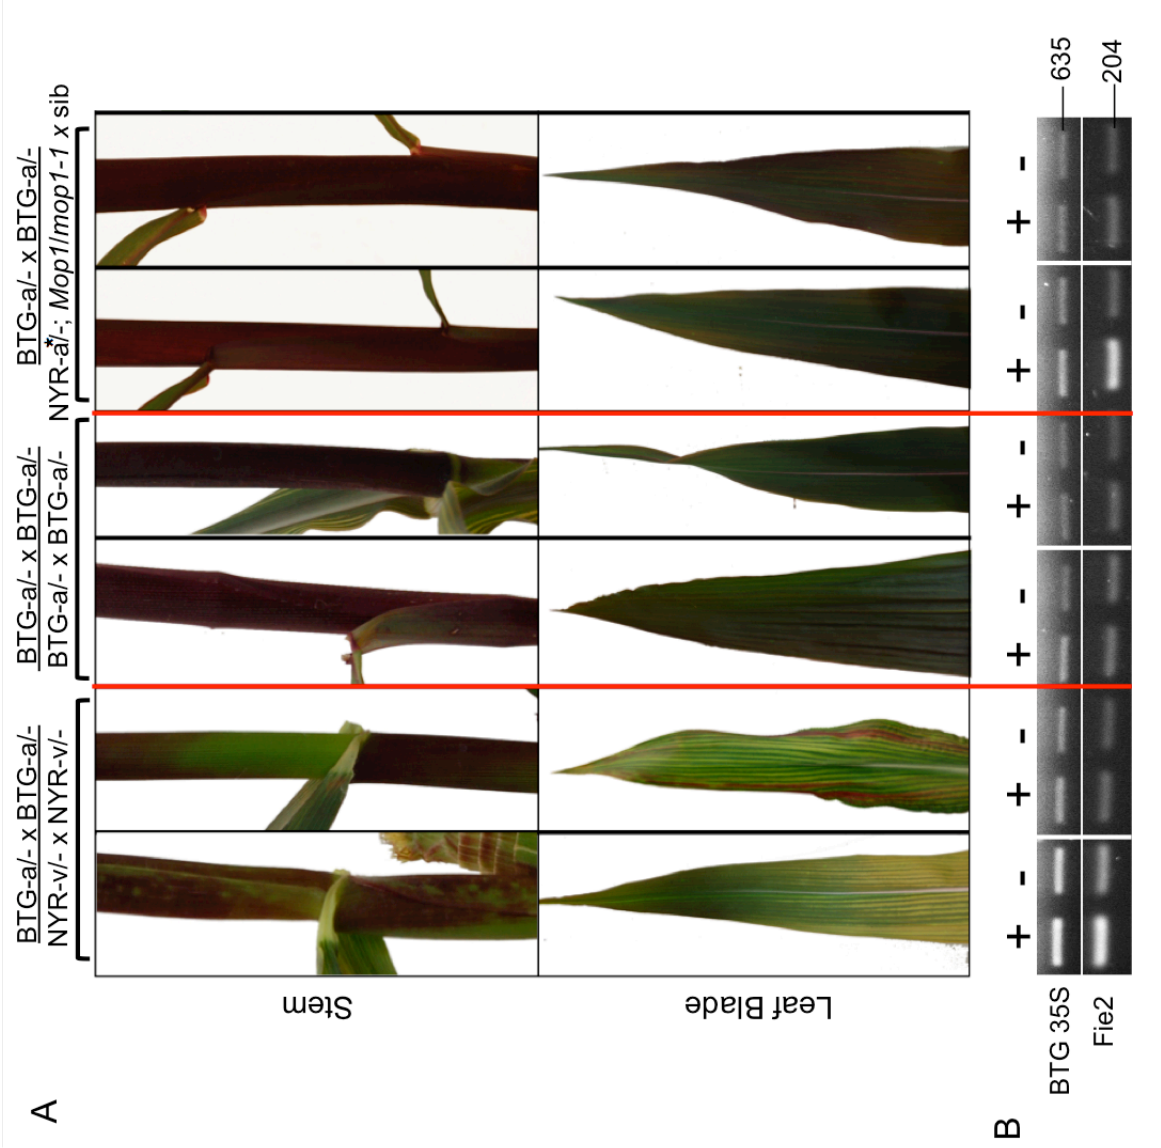 A
BTG-a/- x BTG-a/-
NYR-v/- x NYR-v/-
BTG-a/- x BTG-a/-
BTG-a/- x BTG-a/-
BTG-a/- x BTG-a/-
NYR-a*/-; Mop1/mop1-1 x sib
Stem
Leaf Blade
B
+ - + - + - + - + - + -
BTG 35S
635
Fie2
204